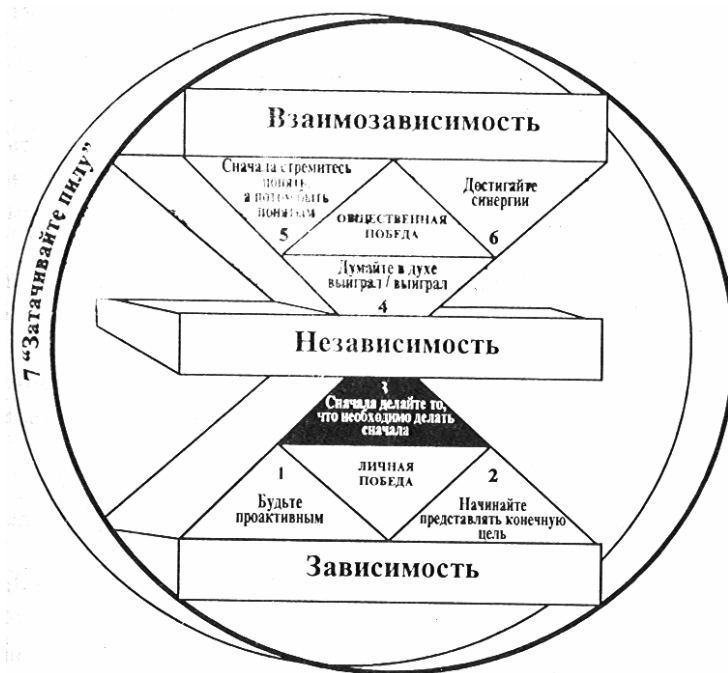 7 “Затачивайте пилу”
Взаимозависимость
Сначала стремитесь
понять,
а потом быть
понятым
5
ОБЩЕСТВЕННАЯ
ПОБЕДА
Достигайте
синергии
6
Думайте в духе
выиграл / выиграл
4
Независимость
3
Сначала делайте то,
что необходимо делать
сначала
1
Будьте
проактивным
ЛИЧНАЯ
ПОБЕДА
2
Начинайте
представлять конечную
цель
Зависимость